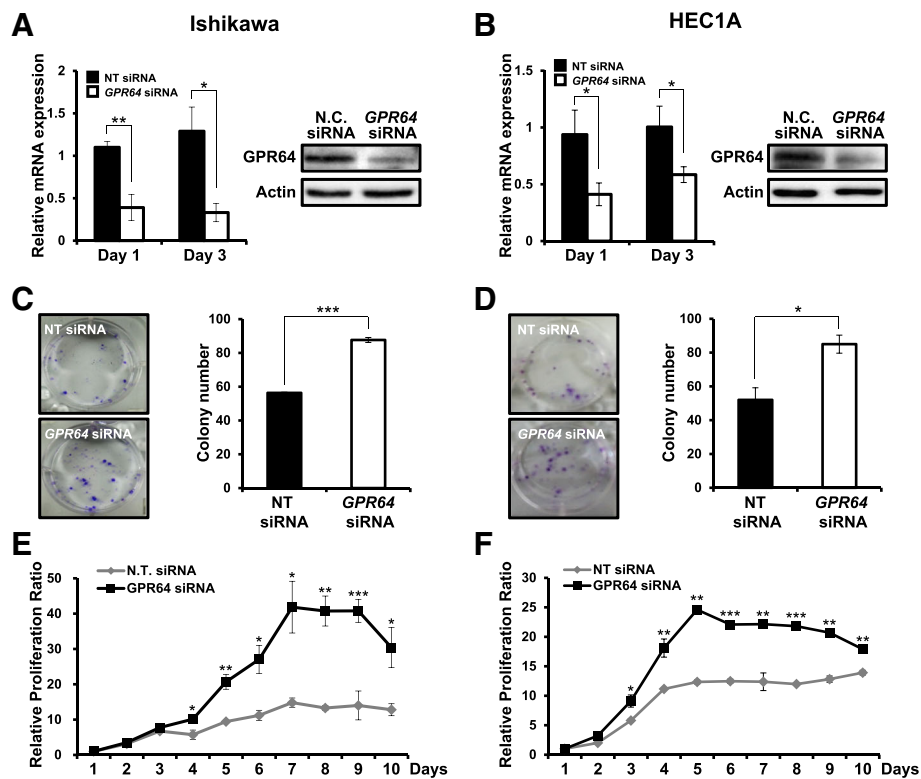 A
Ishikawa
Relative mRNA expression
2
1.5
1
0.5
0
NT siRNA
GPR64 siRNA
**
*
Day 1
Day 3
N.C. siRNA
GPR64 siRNA
GPR64
Actin
B
HEC1A
Relative mRNA expression
1.5
1
0.5
0
NT siRNA
GPR64 siRNA
*
*
Day 1
Day 3
N.C. siRNA
GPR64 siRNA
GPR64
Actin
C
NT siRNA
GPR64 siRNA
Colony number
100
80
60
40
20
0
***
NT siRNA
GPR64 siRNA
D
NT siRNA
GPR64 siRNA
Colony number
100
80
60
40
20
0
*
NT siRNA
GPR64 siRNA
E
Relative Proliferation Ratio
50
40
30
20
10
0
N.T. siRNA
GPR64 siRNA
*
**
*
*
**
***
*
1 2 3 4 5 6 7 8 9 10 Days
F
Relative Proliferation Ratio
30
25
20
15
10
5
0
NT siRNA
GPR64 siRNA
*
**
**
***
**
***
**
**
1 2 3 4 5 6 7 8 9 10 Days